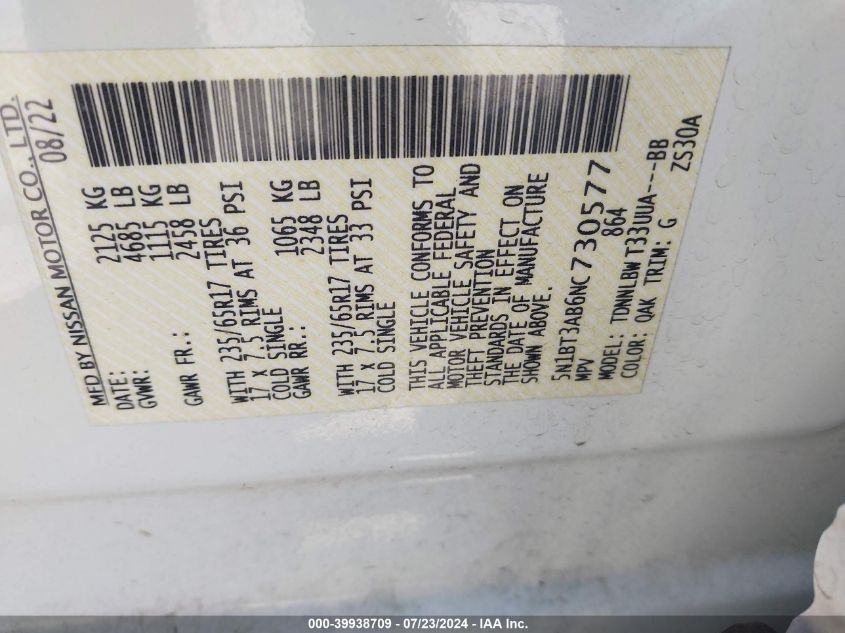 MFD BY NISSAN MOTOR CO., LTD.
DATE: 08/22
GVWR: 2125 KG
4685 LB
GAWR FR.: 1115 KG
2458 LB
WITH 235/65R17 TIRES
17 X 7.5 RIMS AT 36 PSI
COLD SINGLE
GAWR RR.: 1065 KG
2348 LB
WITH 235/65R17 TIRES
17 X 7.5 RIMS AT 33 PSI
COLD SINGLE
THIS VEHICLE CONFORMS TO
ALL APPLICABLE FEDERAL
MOTOR VEHICLE SAFETY AND
THEFT PREVENTION
STANDARDS IN EFFECT ON
THE DATE OF MANUFACTURE
SHOWN ABOVE.
5N1BT3AB6NC730577
MPV 864
MODEL: TDNNLBWT33UUA----BB
COLOR: QAK TRIM: G ZS30A
000-39938709 - 07/23/2024 - IAA Inc.